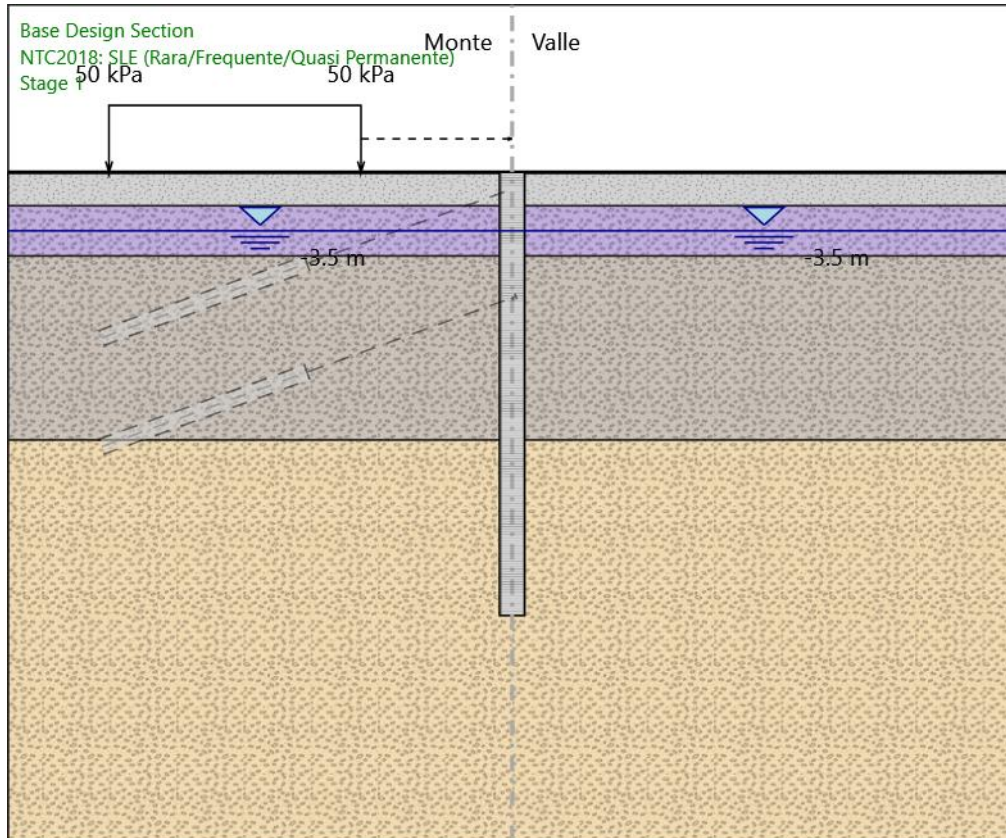 Base Design Section
NTC2018: SLE (Rara/Frequente/Quasi Permanente)
Stage 1
Monte
Valle
50 kPa
50 kPa
-3.5 m
-3.5 m